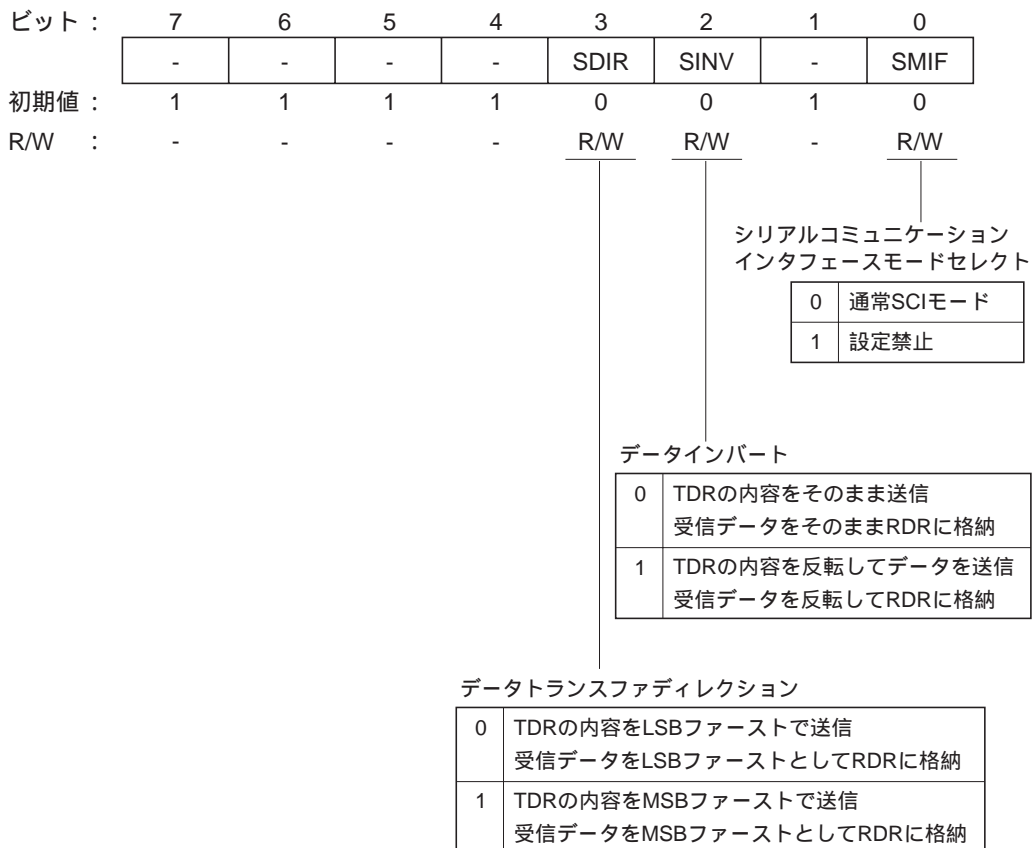 ビット： 7 6 5 4 3 2 1 0
- - - - SDIR SINV - SMIF
初期値： 1 1 1 1 0 0 1 0
R/W ： - - - - R/W R/W - R/W
シリアルコミュニケーション
インタフェースモードセレクト
0 通常SCIモード
1 設定禁止
データインバート
0 TDRの内容をそのまま送信
受信データをそのままRDRに格納
1 TDRの内容を反転してデータを送信
受信データを反転してRDRに格納
データトランスファディレクション
0 TDRの内容をLSBファーストで送信
受信データをLSBファーストとしてRDRに格納
1 TDRの内容をMSBファーストで送信
受信データをMSBファーストとしてRDRに格納